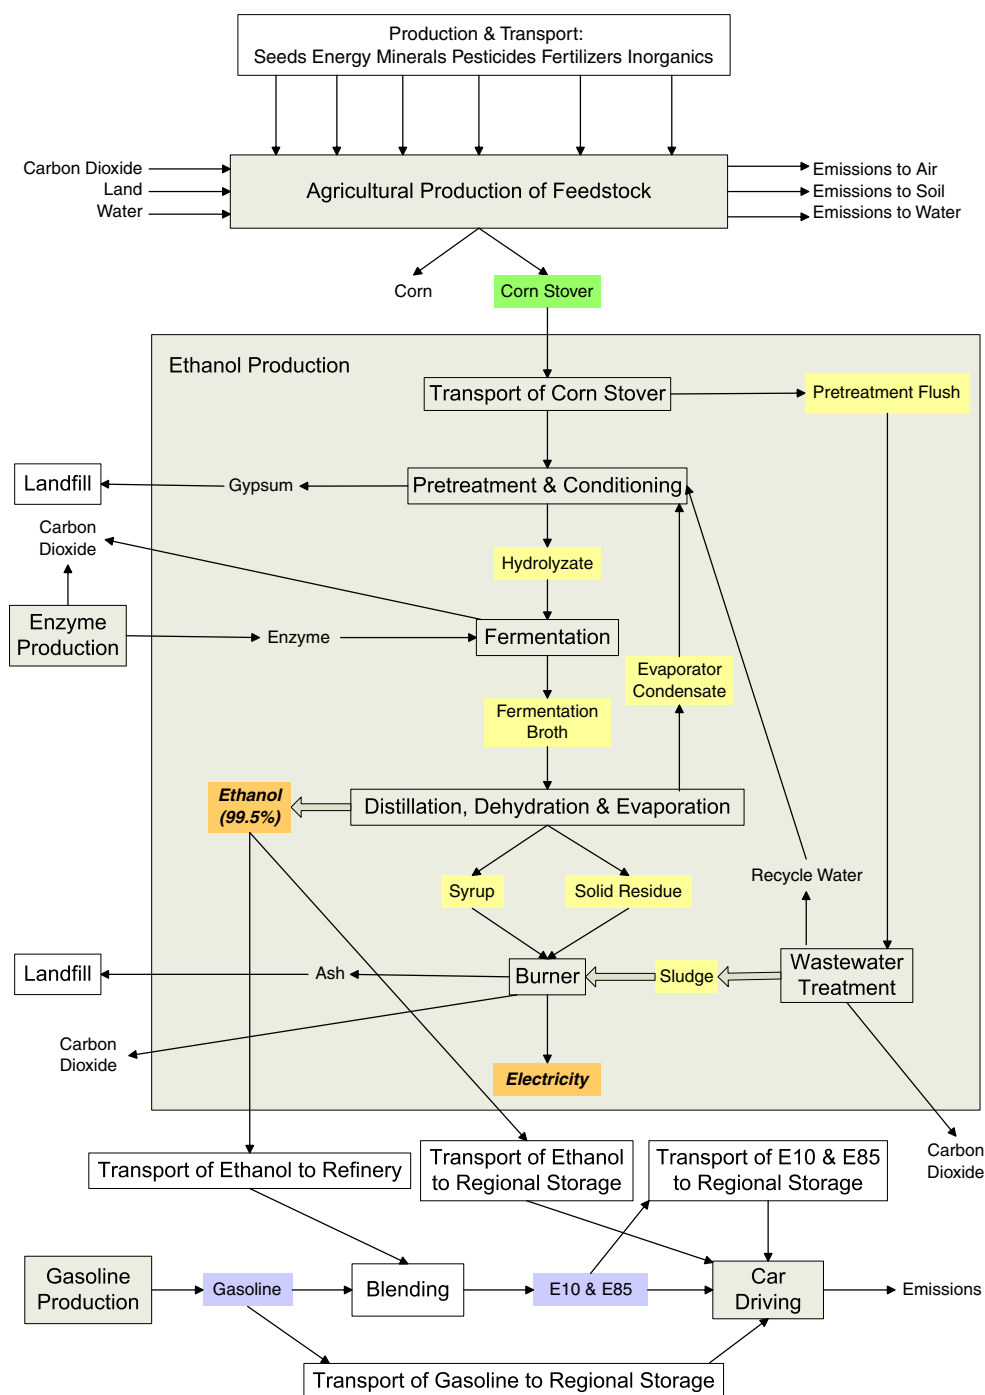 Production & Transport:
Seeds Energy Minerals Pesticides Fertilizers Inorganics
Carbon Dioxide
Land
Water
Agricultural Production of Feedstock
Emissions to Air
Emissions to Soil
Emissions to Water
Corn
Corn Stover
Ethanol Production
Transport of Corn Stover
Pretreatment Flush
Landfill
Gypsum
Pretreatment & Conditioning
Carbon
Dioxide
Hydrolyzate
Enzyme
Production
Enzyme
Fermentation
Evaporator
Condensate
Fermentation
Broth
Ethanol
(99.5%)
Distillation, Dehydration & Evaporation
Syrup
Solid Residue
Recycle Water
Landfill
Ash
Burner
Sludge
Wastewater
Treatment
Carbon
Dioxide
Electricity
Carbon
Dioxide
Transport of Ethanol to Refinery
Transport of Ethanol
to Regional Storage
Transport of E10 & E85
to Regional Storage
Gasoline
Production
Gasoline
Blending
E10 & E85
Car
Driving
Emissions
Transport of Gasoline to Regional Storage